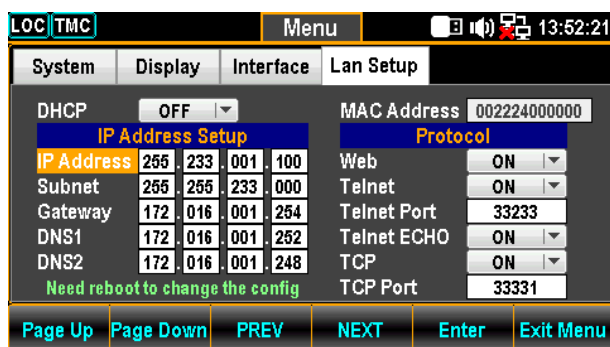 LOC TMC Menu 13:52:21
System Display Interface Lan Setup
DHCP OFF MAC Address 002224000000
IP Address Setup Protocol
IP Address 255 . 233 . 001 . 100 Web ON
Subnet 255 . 255 . 233 . 000 Telnet ON
Gateway 172 . 016 . 001 . 254 Telnet Port 33233
DNS1 172 . 016 . 001 . 252 Telnet ECHO ON
DNS2 172 . 016 . 001 . 248 TCP ON
Need reboot to change the config TCP Port 33331
Page Up Page Down PREV NEXT Enter Exit Menu